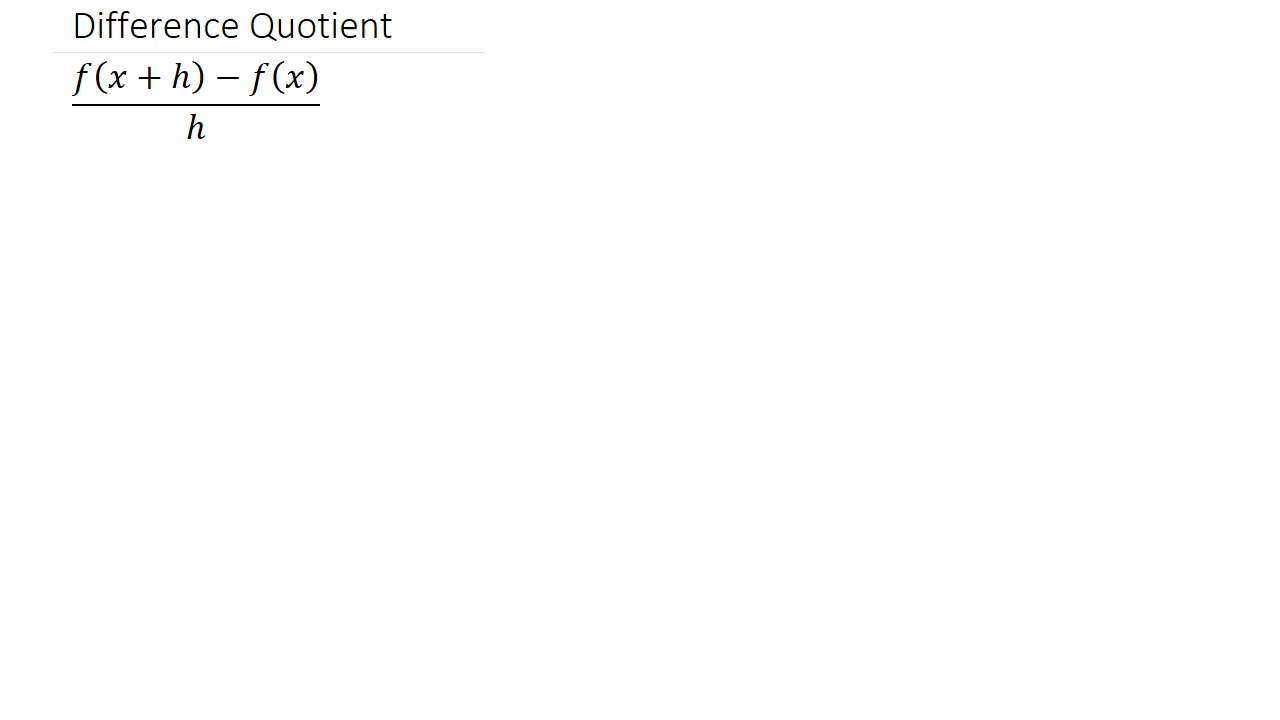 Difference Quotient
f(x + h) − f(x)
h